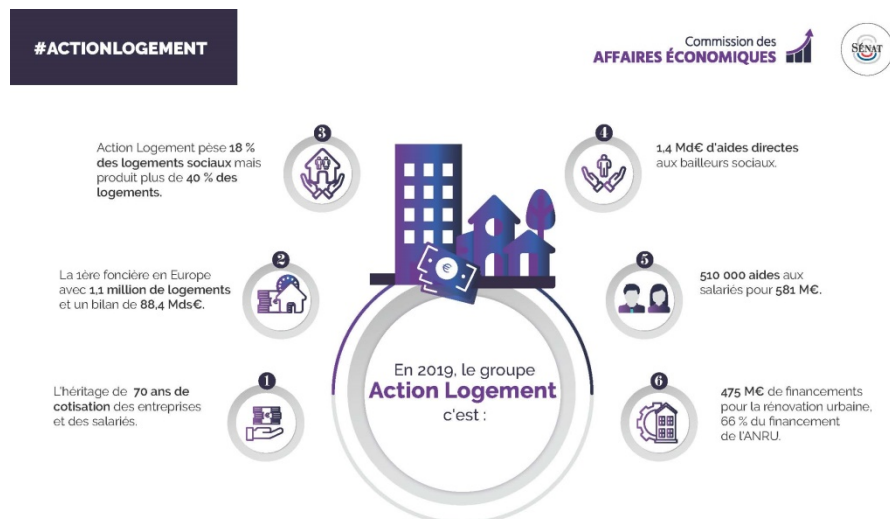 #ACTIONLOGEMENT
Commission des
AFFAIRES ÉCONOMIQUES
SÉNAT
3
Action Logement pèse 18 %
des logements sociaux mais
produit plus de 40 % des
logements.
2
La 1ère foncière en Europe
avec 1,1 million de logements
et un bilan de 88,4 Mds€.
1
L'héritage de 70 ans de
cotisation des entreprises
et des salariés.
€
En 2019, le groupe
Action Logement
c'est :
4
1,4 Md€ d'aides directes
aux bailleurs sociaux.
5
510 000 aides aux
salariés pour 581 M€.
6
475 M€ de financements
pour la rénovation urbaine,
66 % du financement
de l'ANRU.